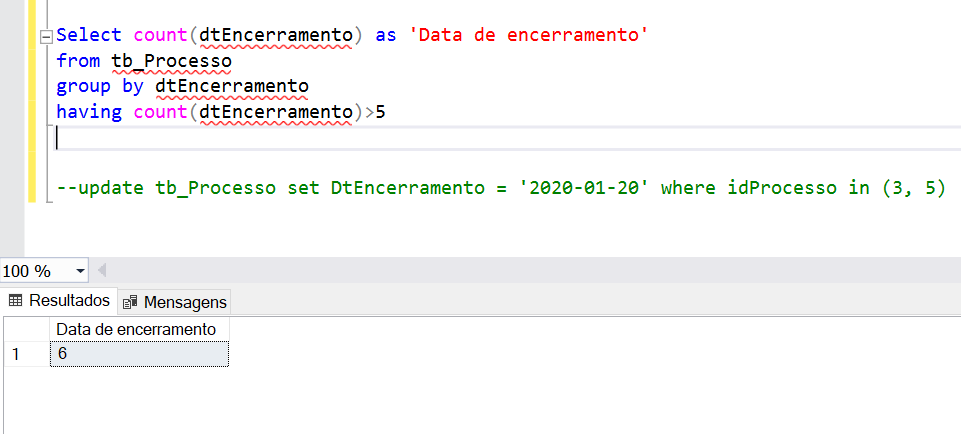 Select count(dtEncerramento) as 'Data de encerramento'
from tb_Processo
group by dtEncerramento
having count(dtEncerramento)>5
--update tb_Processo set DtEncerramento = '2020-01-20' where idProcesso in (3, 5)
100 %
Resultados Mensagens
Data de encerramento
1 6